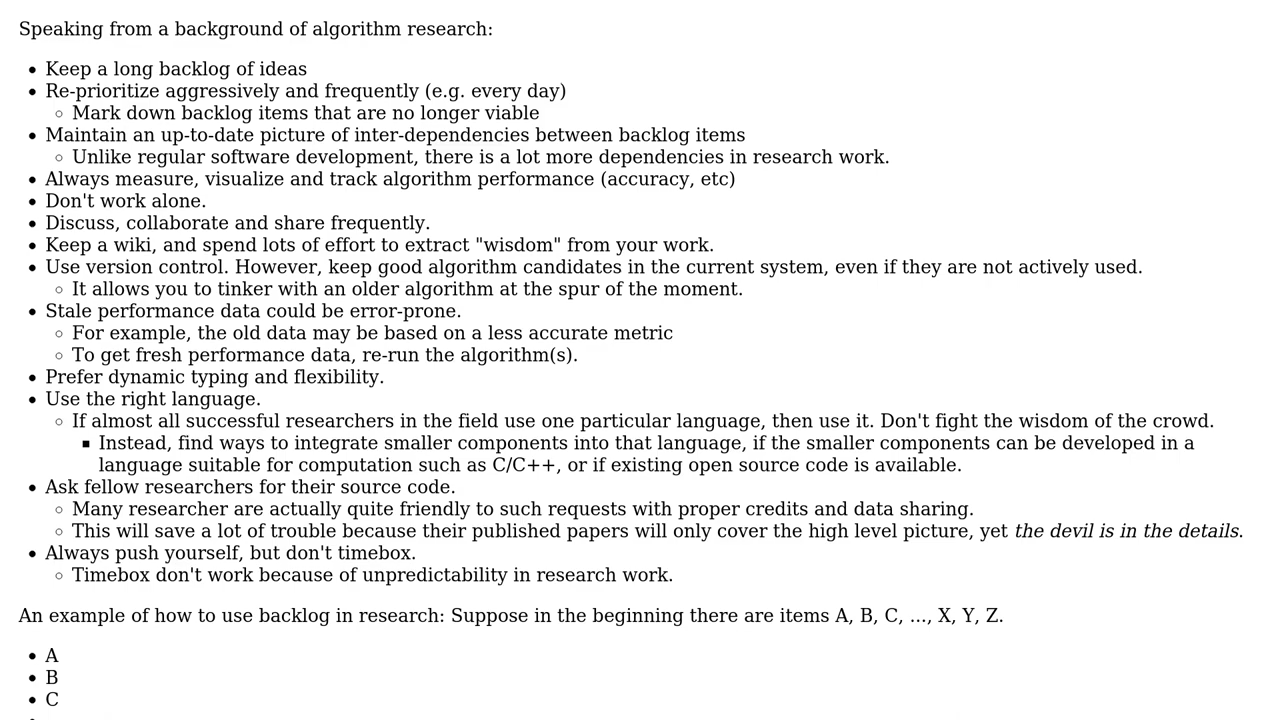 Speaking from a background of algorithm research:
• Keep a long backlog of ideas
• Re-prioritize aggressively and frequently (e.g. every day)
◦ Mark down backlog items that are no longer viable
• Maintain an up-to-date picture of inter-dependencies between backlog items
◦ Unlike regular software development, there is a lot more dependencies in research work.
• Always measure, visualize and track algorithm performance (accuracy, etc)
• Don't work alone.
• Discuss, collaborate and share frequently.
• Keep a wiki, and spend lots of effort to extract "wisdom" from your work.
• Use version control. However, keep good algorithm candidates in the current system, even if they are not actively used.
◦ It allows you to tinker with an older algorithm at the spur of the moment.
• Stale performance data could be error-prone.
◦ For example, the old data may be based on a less accurate metric
◦ To get fresh performance data, re-run the algorithm(s).
• Prefer dynamic typing and flexibility.
• Use the right language.
◦ If almost all successful researchers in the field use one particular language, then use it. Don't fight the wisdom of the crowd.
▪ Instead, find ways to integrate smaller components into that language, if the smaller components can be developed in a
language suitable for computation such as C/C++, or if existing open source code is available.
• Ask fellow researchers for their source code.
◦ Many researcher are actually quite friendly to such requests with proper credits and data sharing.
◦ This will save a lot of trouble because their published papers will only cover the high level picture, yet the devil is in the details.
• Always push yourself, but don't timebox.
◦ Timebox don't work because of unpredictability in research work.
An example of how to use backlog in research: Suppose in the beginning there are items A, B, C, ..., X, Y, Z.
• A
• B
• C